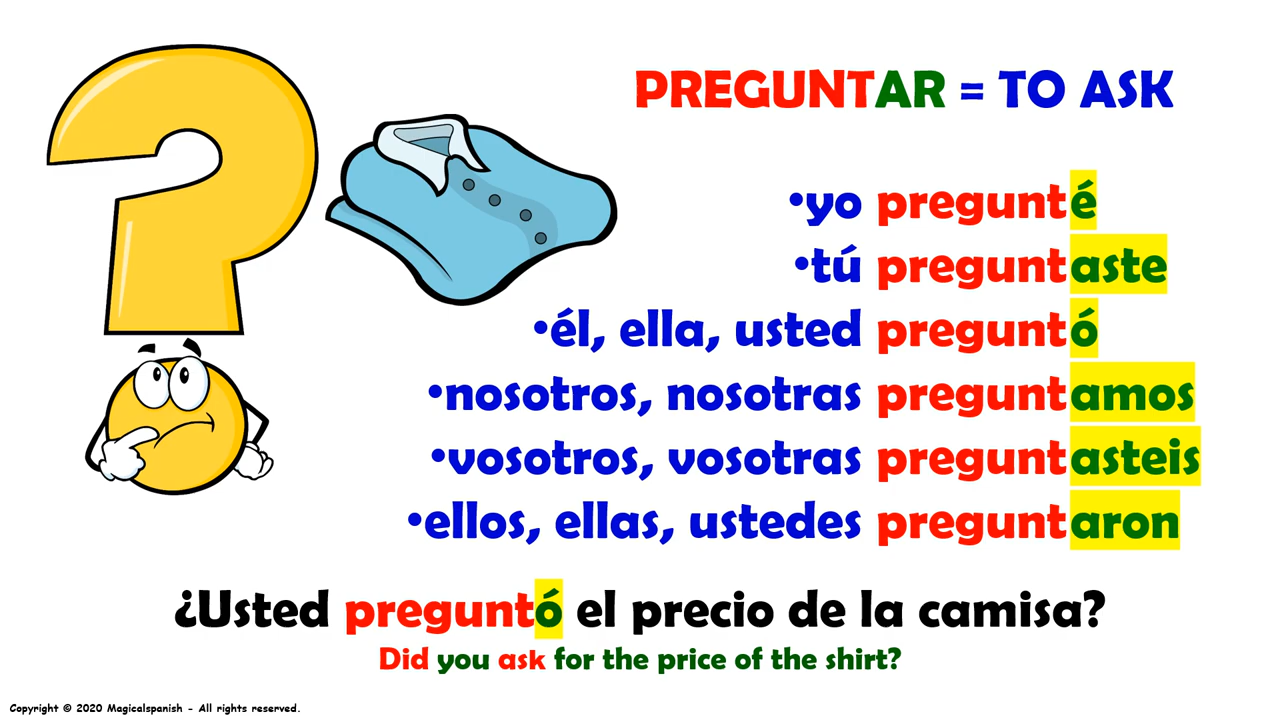 PREGUNTAR = TO ASK
•yo pregunté
•tú preguntaste
•él, ella, usted preguntó
•nosotros, nosotras preguntamos
•vosotros, vosotras preguntasteis
•ellos, ellas, ustedes preguntaron
¿Usted preguntó el precio de la camisa?
Did you ask for the price of the shirt?
Copyright © 2020 Magicalspanish - All rights reserved.